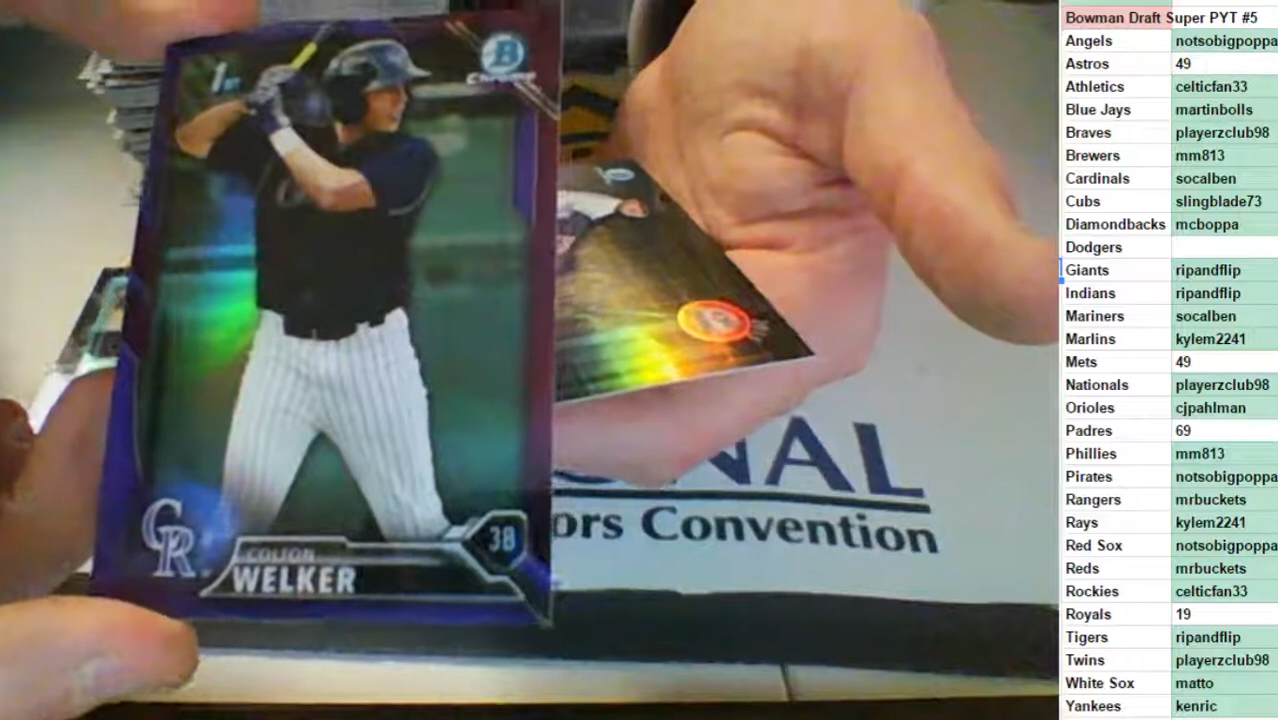 1st
B
CHROME
CR
COLTON
WELKER
3B
NAL
ors Convention
Bowman Draft Super PYT #5
Angels notsobigpoppa
Astros 49
Athletics celticfan33
Blue Jays martinbolls
Braves playerzclub98
Brewers mm813
Cardinals socalben
Cubs slingblade73
Diamondbacks mcboppa
Dodgers
Giants ripandflip
Indians ripandflip
Mariners socalben
Marlins kylem2241
Mets 49
Nationals playerzclub98
Orioles cjpahlman
Padres 69
Phillies mm813
Pirates notsobigpoppa
Rangers mrbuckets
Rays kylem2241
Red Sox notsobigpoppa
Reds mrbuckets
Rockies celticfan33
Royals 19
Tigers ripandflip
Twins playerzclub98
White Sox matto
Yankees kenric